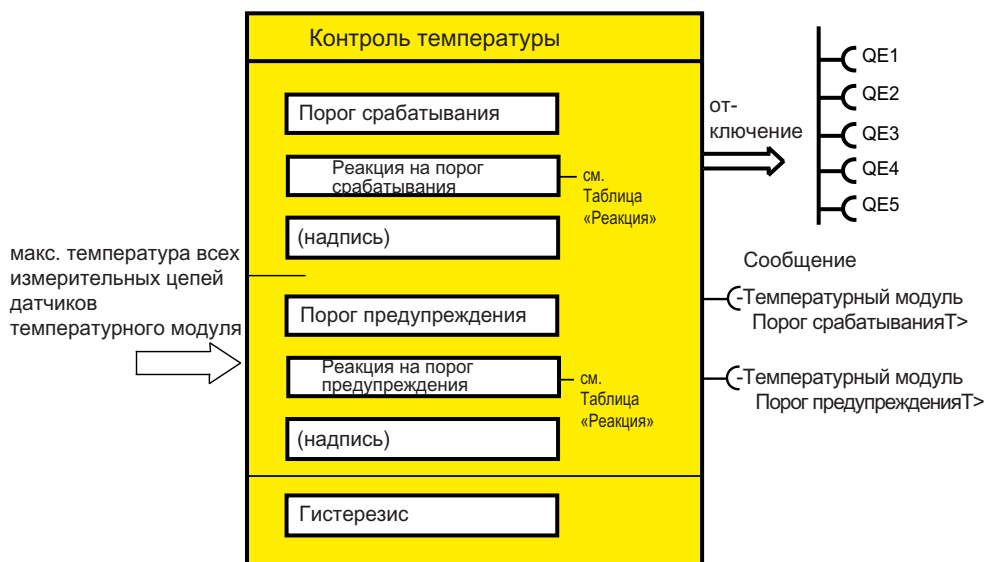 Контроль температуры
Порог срабатывания
Реакция на порог
срабатывания
см.
Таблица
«Реакция»
(надпись)
макс. температура всех
измерительных цепей
датчиков
температурного модуля
Порог предупреждения
Реакция на порог
предупреждения
см.
Таблица
«Реакция»
(надпись)
Гистерезис
от-
ключение
QE1
QE2
QE3
QE4
QE5
Сообщение
-Температурный модуль
Порог срабатыванияT>
-Температурный модуль
Порог предупрежденияT>